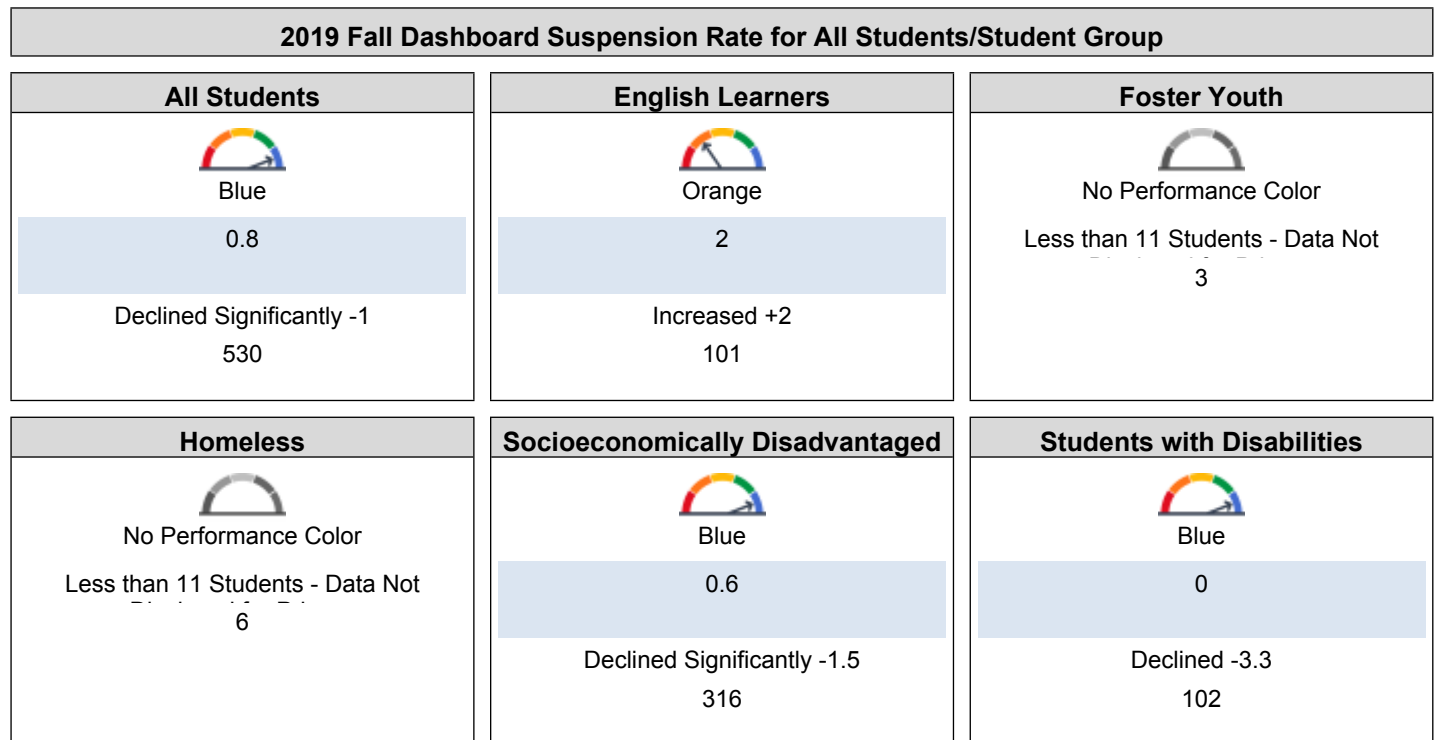 2019 Fall Dashboard Suspension Rate for All Students/Student Group
All Students
Blue
0.8
Declined Significantly -1
530
English Learners
Orange
2
Increased +2
101
Foster Youth
No Performance Color
Less than 11 Students - Data Not
3
Homeless
No Performance Color
Less than 11 Students - Data Not
6
Socioeconomically Disadvantaged
Blue
0.6
Declined Significantly -1.5
316
Students with Disabilities
Blue
0
Declined -3.3
102